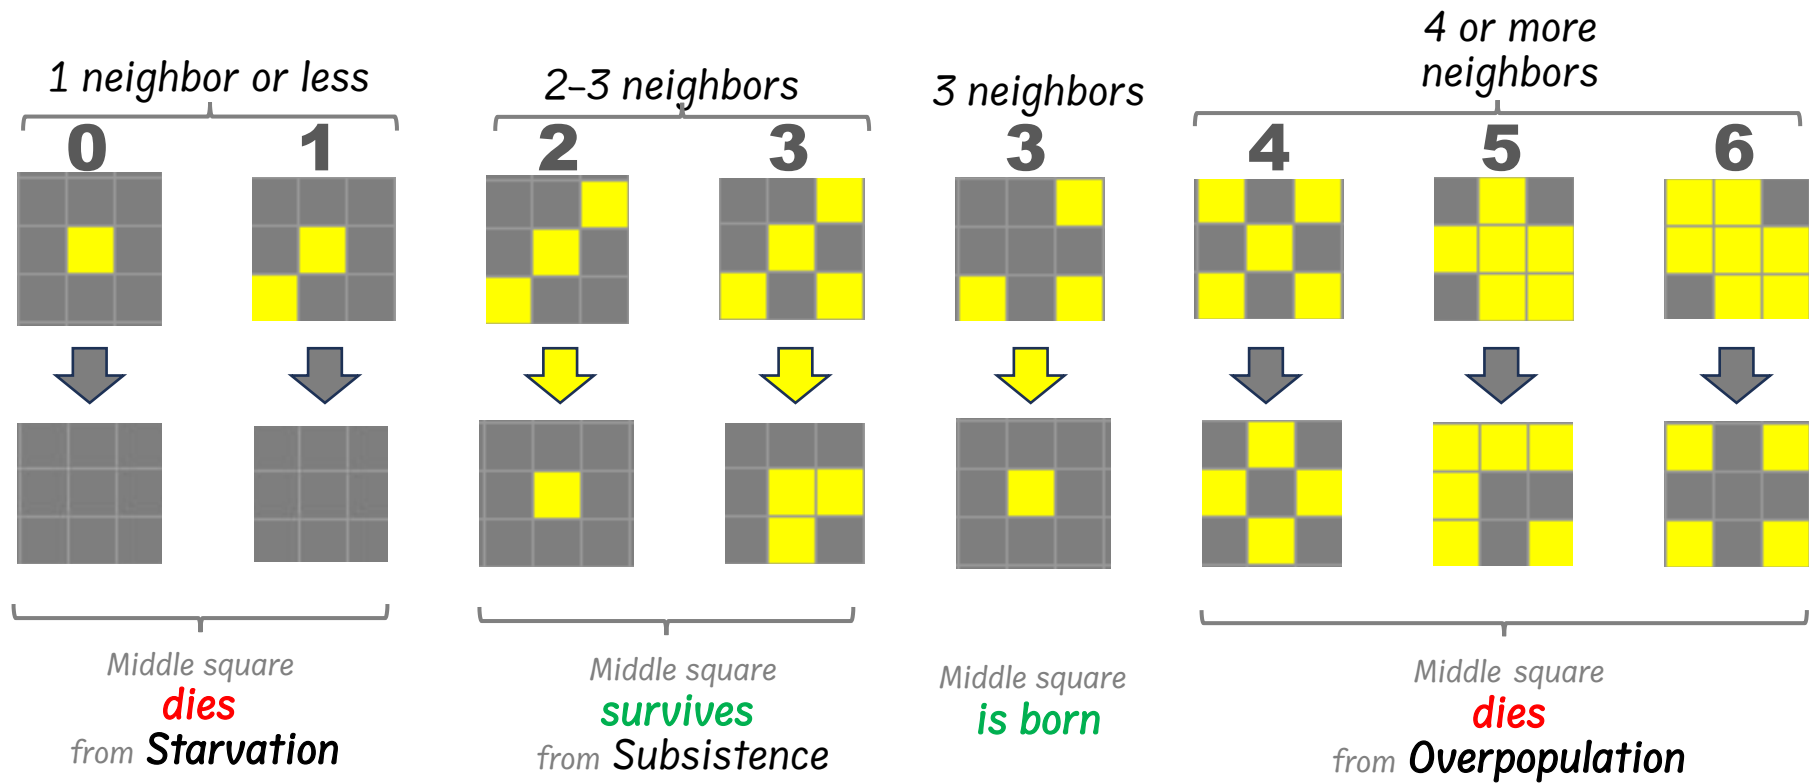 1 neighbor or less
0 1
Middle square
dies
from Starvation
2–3 neighbors
2 3
Middle square
survives
from Subsistence
3 neighbors
3
Middle square
is born
4 or more
neighbors
4 5 6
Middle square
dies
from Overpopulation